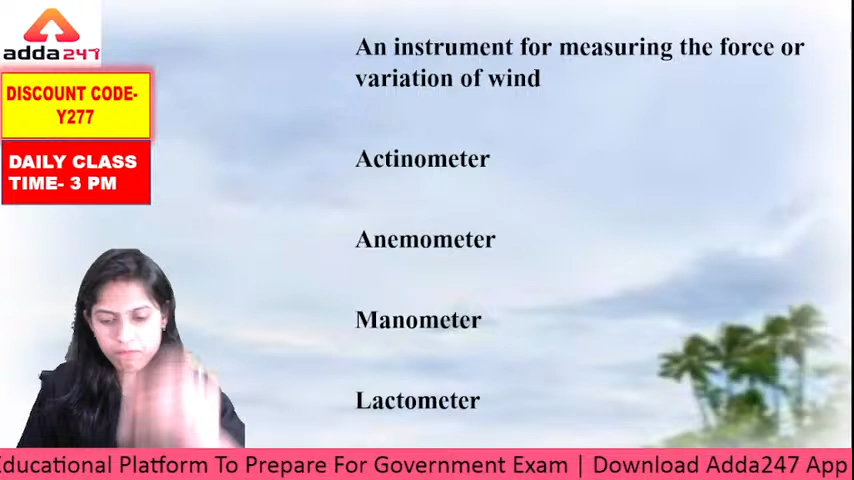 adda247
DISCOUNT CODE-
Y277
DAILY CLASS
TIME- 3 PM
An instrument for measuring the force or
variation of wind
Actinometer
Anemometer
Manometer
Lactometer
Educational Platform To Prepare For Government Exam | Download Adda247 App